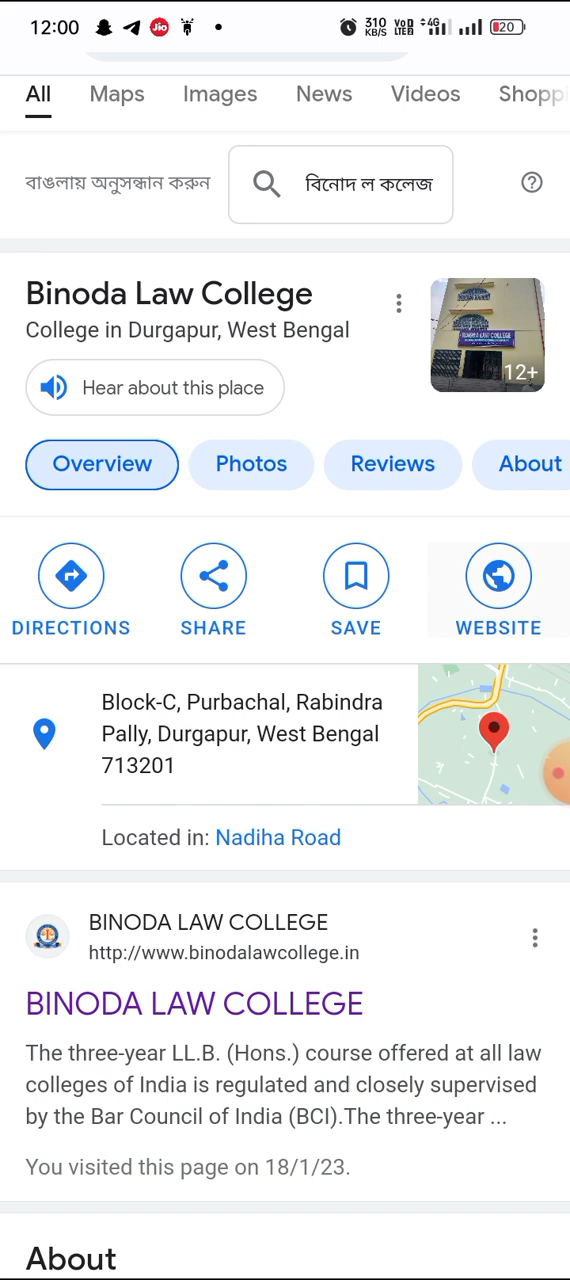 12:00 Jio 310 KB/S Vo LTE2 4G 20
All Maps Images News Videos Shopp
বাঙলায় অনুসন্ধান করুন বিনোদ ল কলেজ
Binoda Law College
College in Durgapur, West Bengal
Hear about this place
12+
Overview Photos Reviews About
DIRECTIONS SHARE SAVE WEBSITE
Block-C, Purbachal, Rabindra
Pally, Durgapur, West Bengal
713201
Located in: Nadiha Road
BINODA LAW COLLEGE
http://www.binodalawcollege.in
BINODA LAW COLLEGE
The three-year LL.B. (Hons.) course offered at all law
colleges of India is regulated and closely supervised
by the Bar Council of India (BCI).The three-year ...
You visited this page on 18/1/23.
About